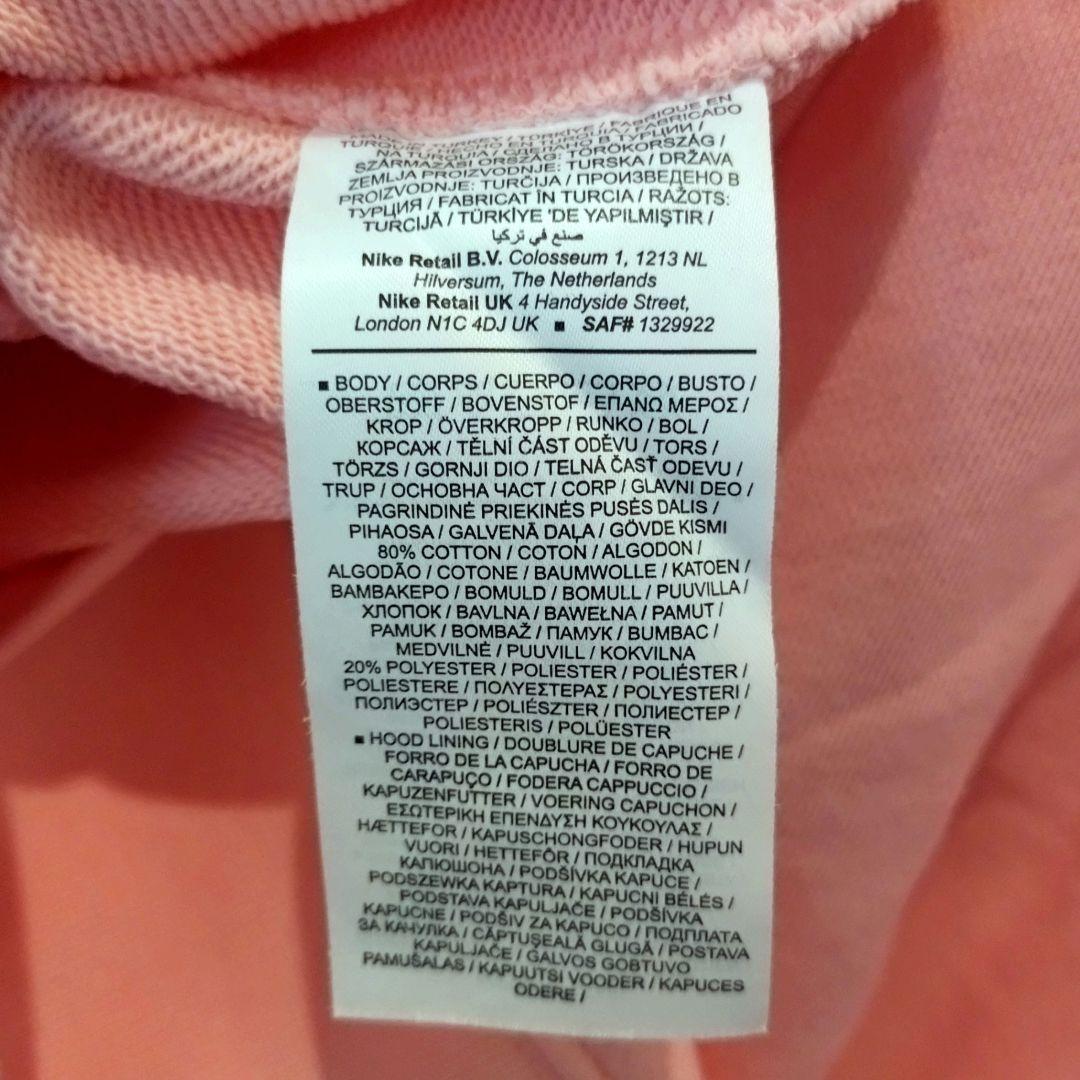 TURQUIE / TURKEY / TÜRKİYE / FABRIQUE EN
NA TURQUIA / СДЕЛАНО В ТУРЦИИ /
SZÁRMAZÁSI ORSZÁG: TÖRÖKORSZÁG /
ZEMLJA PROIZVODNJE: TURSKA / DRŽAVA
PROIZVODNJE: TURČIJA / ПРОИЗВЕДЕНО В
ТУРЦИЯ / FABRICAT ÎN TURCIA / RAŽOTS:
TURCIJĀ / TÜRKİYE 'DE YAPILMIŞTIR /
صنع في تركيا
Nike Retail B.V. Colosseum 1, 1213 NL
Hilversum, The Netherlands
Nike Retail UK 4 Handyside Street,
London N1C 4DJ UK ■ SAF# 1329922
■ BODY / CORPS / CUERPO / CORPO / BUSTO /
OBERSTOFF / BOVENSTOF / ΕΠΑΝΩ ΜΕΡΟΣ /
KROP / ÖVERKROPP / RUNKO / BOL /
КОРСАЖ / TĚLNÍ ČÁST ODĚVU / TORS /
TÖRZS / GORNJI DIO / TELNÁ ČASŤ ODEVU /
TRUP / ОСНОВНА ЧАСТ / CORP / GLAVNI DEO /
PAGRINDINĖ PRIEKINĖS PUSĖS DALIS /
PIHAOSA / GALVENĀ DAĻA / GÖVDE KISMI
80% COTTON / COTON / ALGODON /
ALGODÃO / COTONE / BAUMWOLLE / KATOEN /
ΒΑΜΒΑΚΕΡΟ / BOMULD / BOMULL / PUUVILLA /
ХЛОПОК / BAVLNA / BAWEŁNA / PAMUT /
PAMUK / BOMBAŽ / ПАМУК / BUMBAC /
MEDVILNĖ / PUUVILL / KOKVILNA
20% POLYESTER / POLIESTER / POLIÉSTER /
POLIESTERE / ΠΟΛΥΕΣΤΕΡΑΣ / POLYESTERI /
ПОЛИЭСТЕР / POLIÉSZTER / ПОЛИЕСТЕР /
POLIESTERIS / POLÜESTER
■ HOOD LINING / DOUBLURE DE CAPUCHE /
FORRO DE LA CAPUCHA / FORRO DE
CARAPUÇO / FODERA CAPPUCCIO /
KAPUZENFUTTER / VOERING CAPUCHON /
ΕΣΩΤΕΡΙΚΗ ΕΠΕΝΔΥΣΗ ΚΟΥΚΟΥΛΑΣ /
HÆTTEFOR / KAPUSCHONGFODER / HUPUN
VUORI / HETTEFÔR / ПОДКЛАДКА
КАПЮШОНА / PODŠÍVKA KAPUCE /
PODSZEWKA KAPTURA / KAPUCNI BÉLÉS /
PODSTAVA KAPULJAČE / PODŠÍVKA
KAPUCNE / PODŠIV ZA KAPUCO / ПОДПЛАТА
ЗА КАЧУЛКА / CĂPTUŞEALĂ GLUGĂ / POSTAVA
KAPULJAČE / GALVOS GOBTUVO
PAMUŠALAS / KAPUUTSI VOODER / KAPUCES
ODERE /